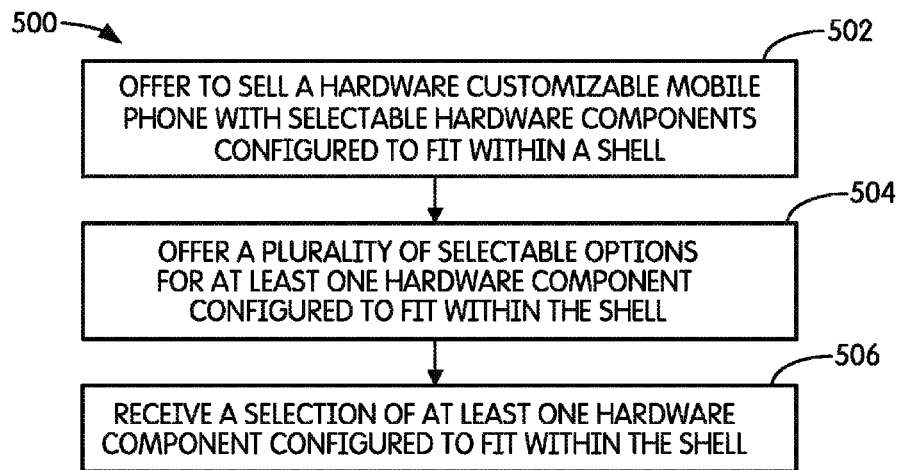 500
502
OFFER TO SELL A HARDWARE CUSTOMIZABLE MOBILE
PHONE WITH SELECTABLE HARDWARE COMPONENTS
CONFIGURED TO FIT WITHIN A SHELL
504
OFFER A PLURALITY OF SELECTABLE OPTIONS
FOR AT LEAST ONE HARDWARE COMPONENT
CONFIGURED TO FIT WITHIN THE SHELL
506
RECEIVE A SELECTION OF AT LEAST ONE HARDWARE
COMPONENT CONFIGURED TO FIT WITHIN THE SHELL